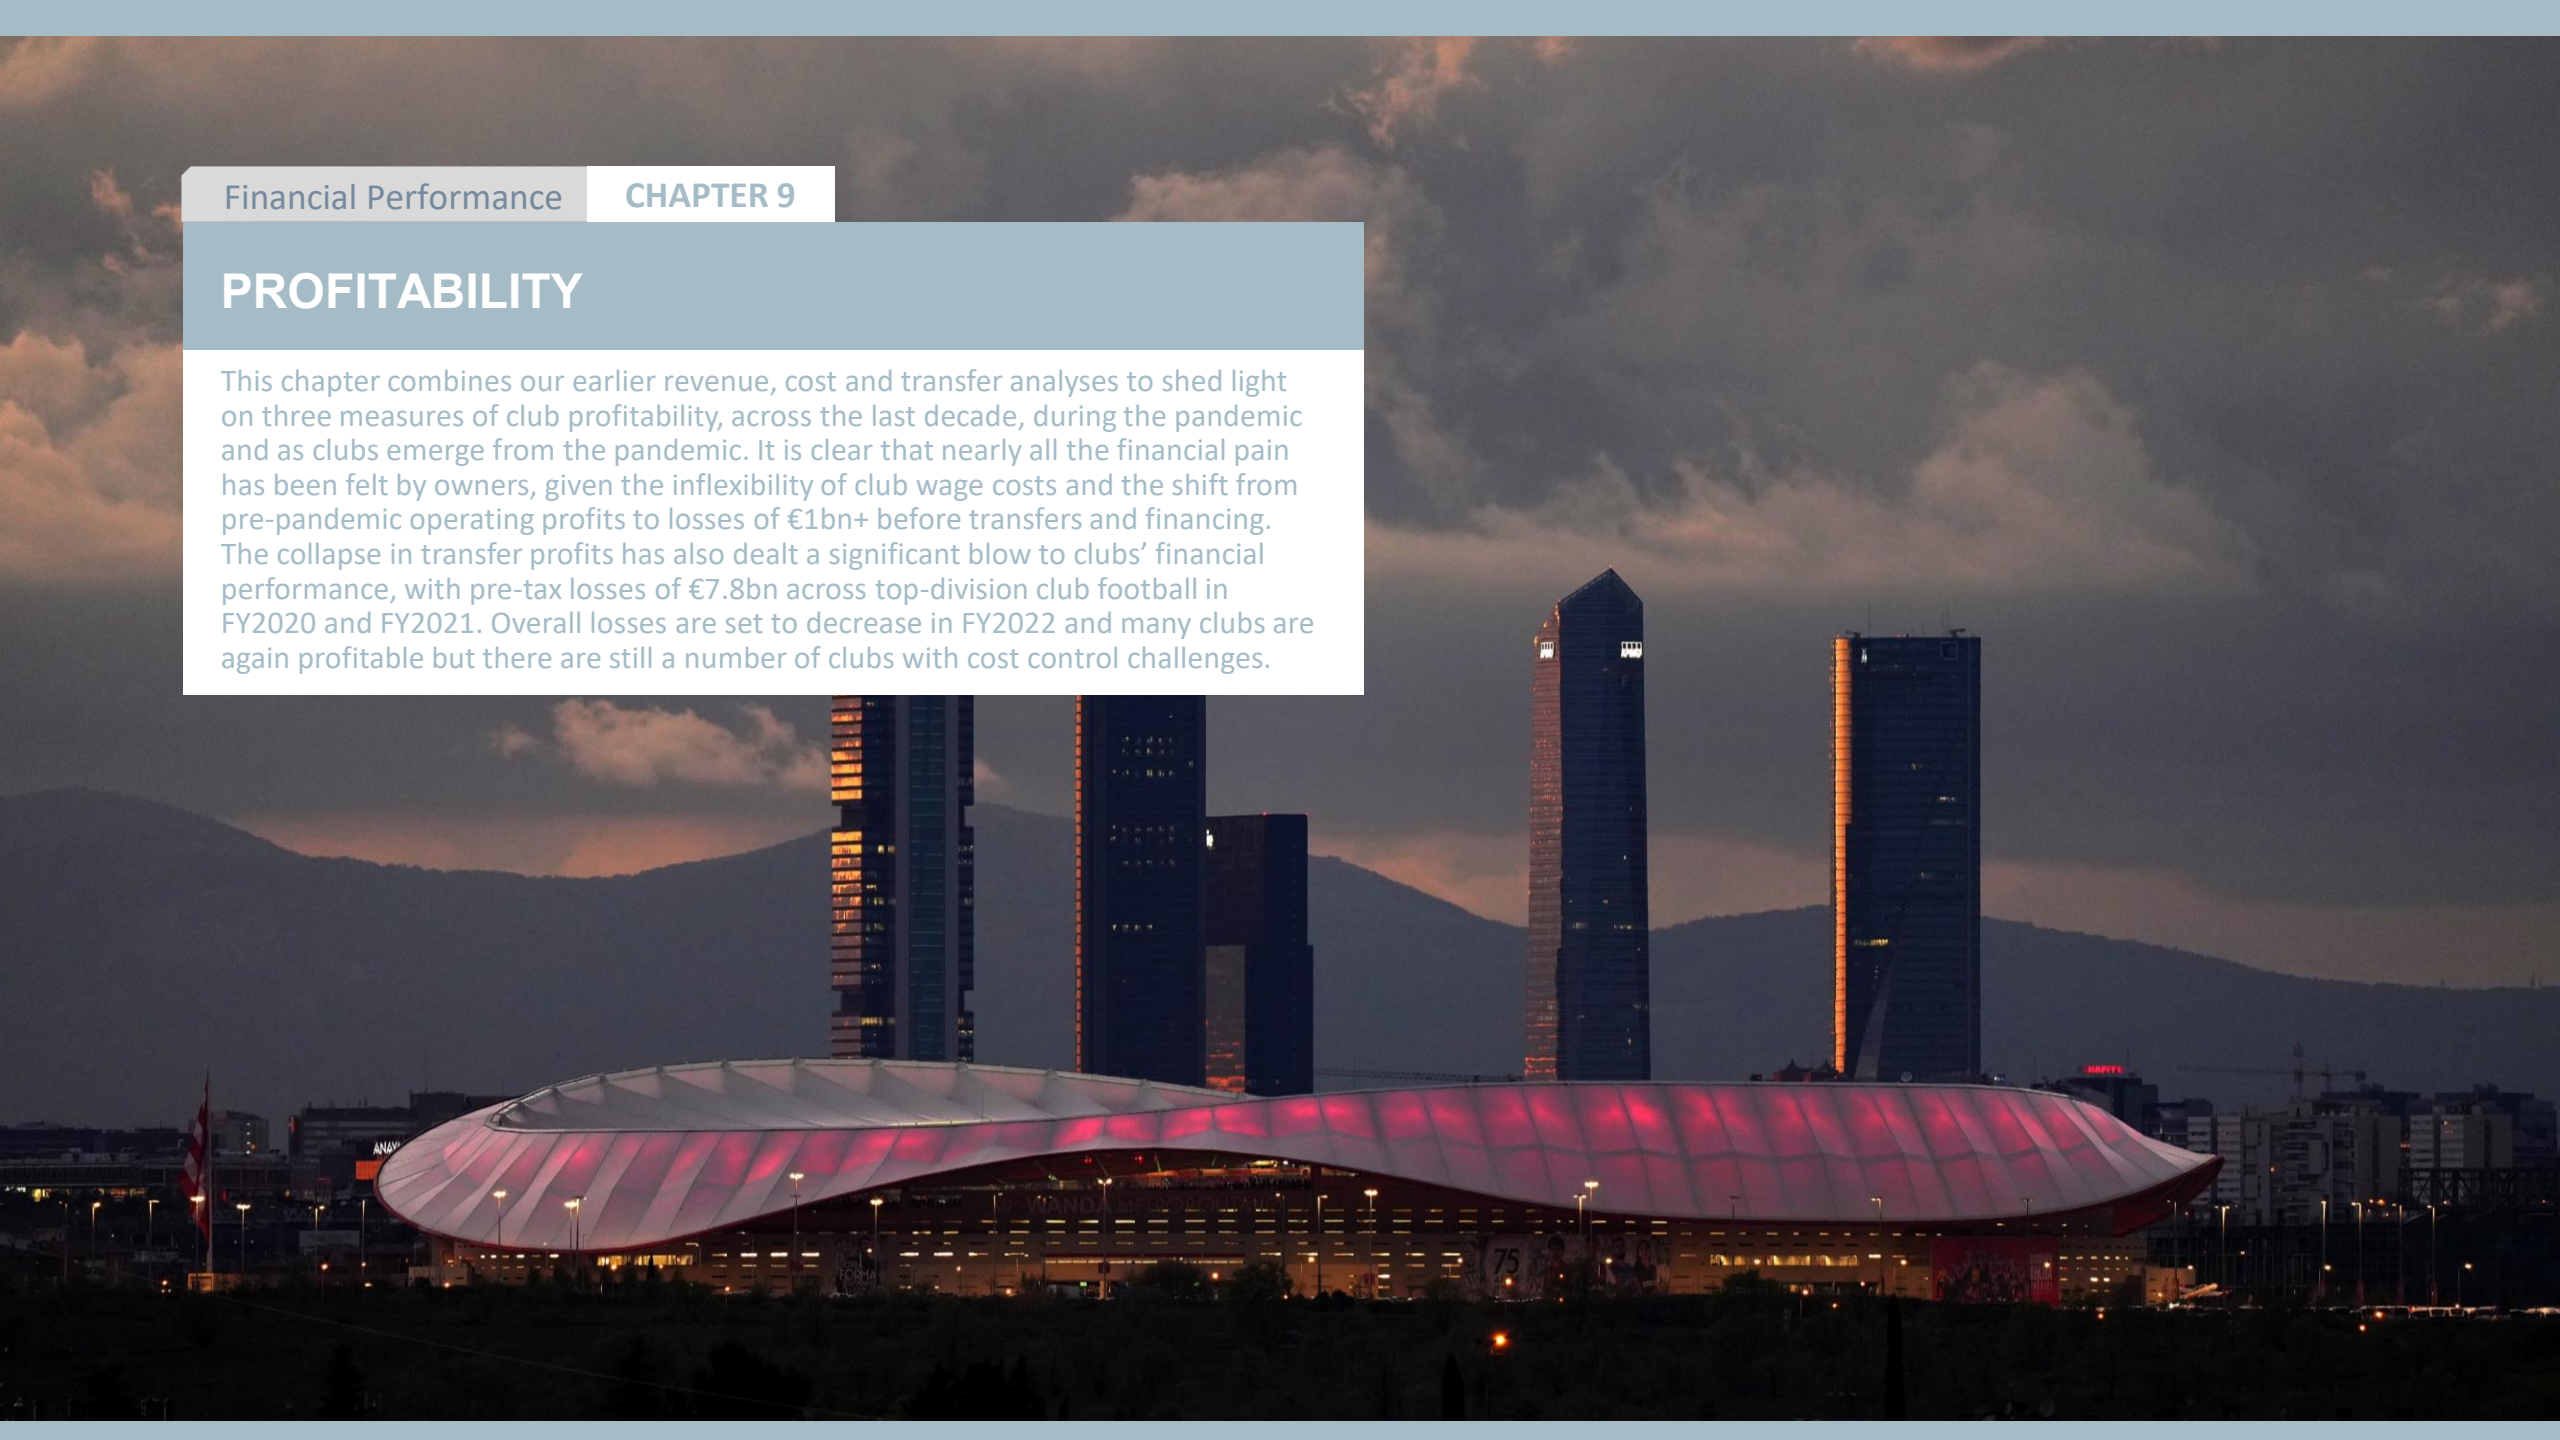 Financial Performance
CHAPTER 9
PROFITABILITY
This chapter combines our earlier revenue, cost and transfer analyses to shed light
on three measures of club profitability, across the last decade, during the pandemic
and as clubs emerge from the pandemic. It is clear that nearly all the financial pain
has been felt by owners, given the inflexibility of club wage costs and the shift from
pre-pandemic operating profits to losses of €1bn+ before transfers and financing.
The collapse in transfer profits has also dealt a significant blow to clubs’ financial
performance, with pre-tax losses of €7.8bn across top-division club football in
FY2020 and FY2021. Overall losses are set to decrease in FY2022 and many clubs are
again profitable but there are still a number of clubs with cost control challenges.
WANDA METROPOLITANO
75
FORMA